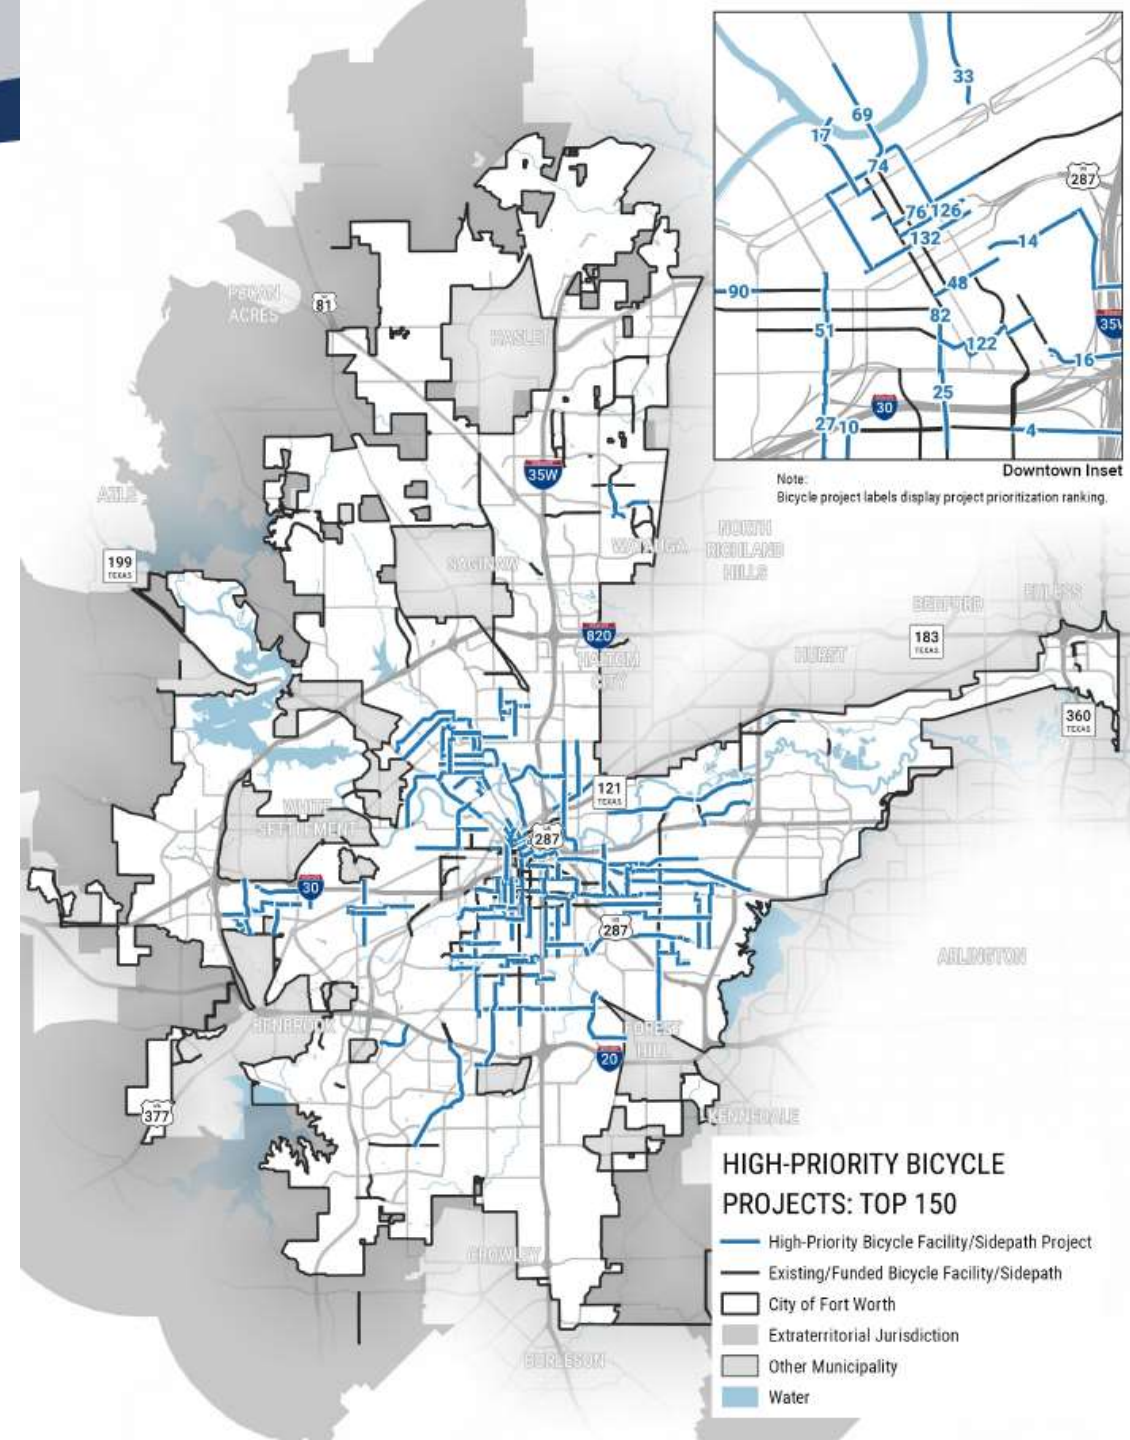 33
69
17
74
US
287
76
126
132
14
48
90
82
35W
51
122
16
25
30
27
10
4
Downtown Inset
Note:
Bicycle project labels display project prioritization ranking.
PECAN
ACRES
81
HASLET
35W
AZLE
199
TEXAS
SAGINAW
WATAUGA
NORTH
RICHLAND
HILLS
BEDFORD
EULESS
820
183
TEXAS
HALTOM
CITY
HURST
360
TEXAS
121
TEXAS
WHITE
SETTLEMENT
US
287
30
US
287
ARLINGTON
BENBROOK
FOREST
HILL
20
US
377
KENNEDALE
CROWLEY
BURLESON
HIGH-PRIORITY BICYCLE
PROJECTS: TOP 150
High-Priority Bicycle Facility/Sidepath Project
Existing/Funded Bicycle Facility/Sidepath
City of Fort Worth
Extraterritorial Jurisdiction
Other Municipality
Water